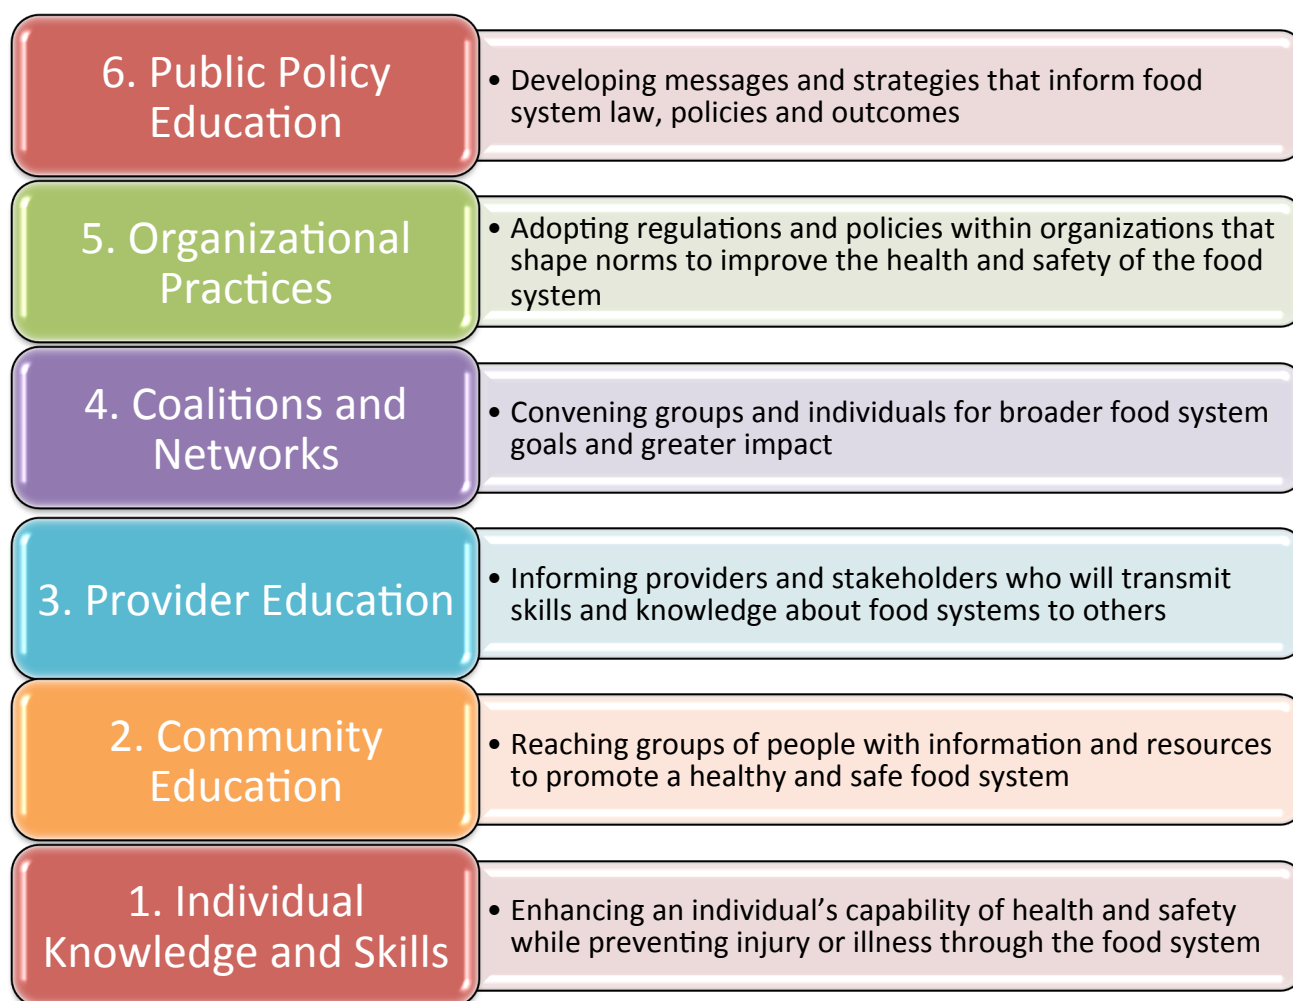 6. Public Policy
Education
• Developing messages and strategies that inform food
system law, policies and outcomes
5. Organizational
Practices
• Adopting regulations and policies within organizations that
shape norms to improve the health and safety of the food
system
4. Coalitions and
Networks
• Convening groups and individuals for broader food system
goals and greater impact
3. Provider Education
• Informing providers and stakeholders who will transmit
skills and knowledge about food systems to others
2. Community
Education
• Reaching groups of people with information and resources
to promote a healthy and safe food system
1. Individual
Knowledge and Skills
• Enhancing an individual’s capability of health and safety
while preventing injury or illness through the food system